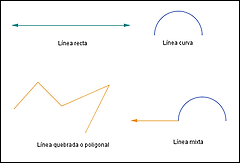 Línea recta
Línea curva
Línea quebrada o poligonal
Línea mixta